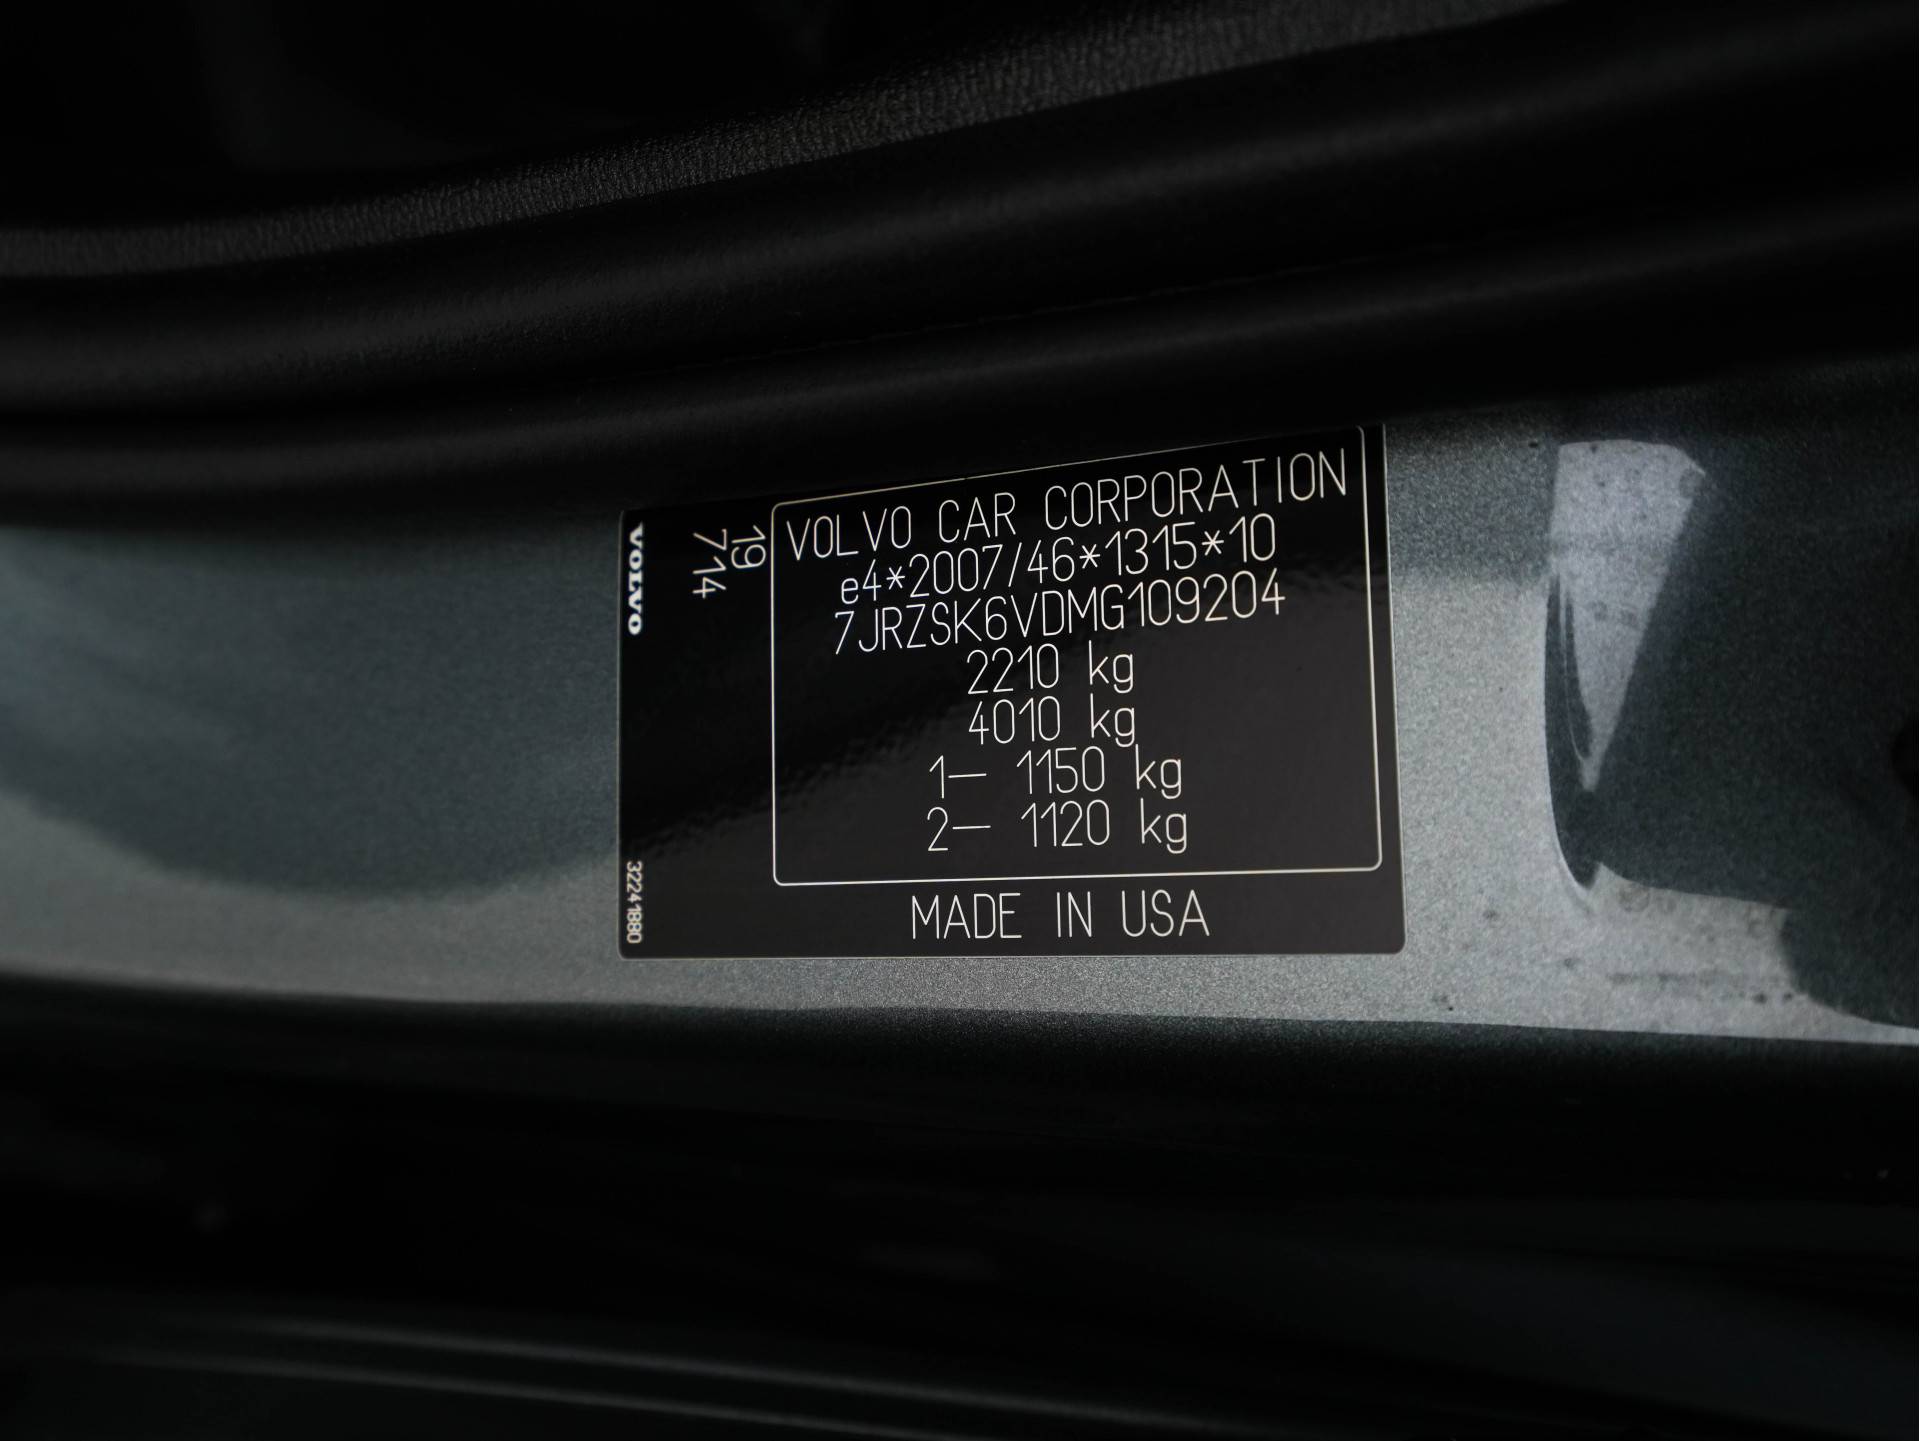 VOLVO
19
714
32241880
VOLVO CAR CORPORATION
e4*2007/46*1315*10
7JRZSK6VDMG109204
2210 kg
4010 kg
1— 1150 kg
2— 1120 kg
MADE IN USA